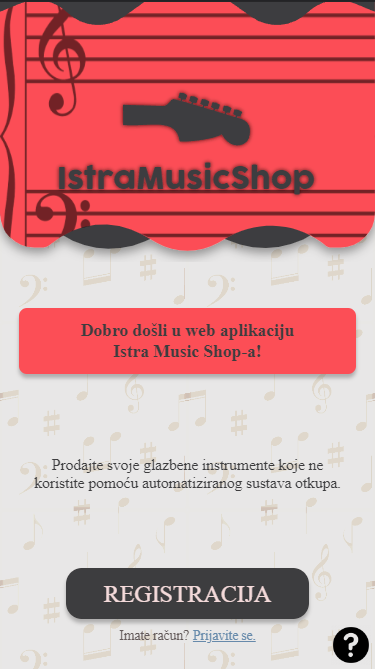 IstraMusicShop
Dobro došli u web aplikaciju
Istra Music Shop-a!
Prodajte svoje glazbene instrumente koje ne
koristite pomoću automatiziranog sustava otkupa.
REGISTRACIJA
Imate račun? Prijavite se.
?